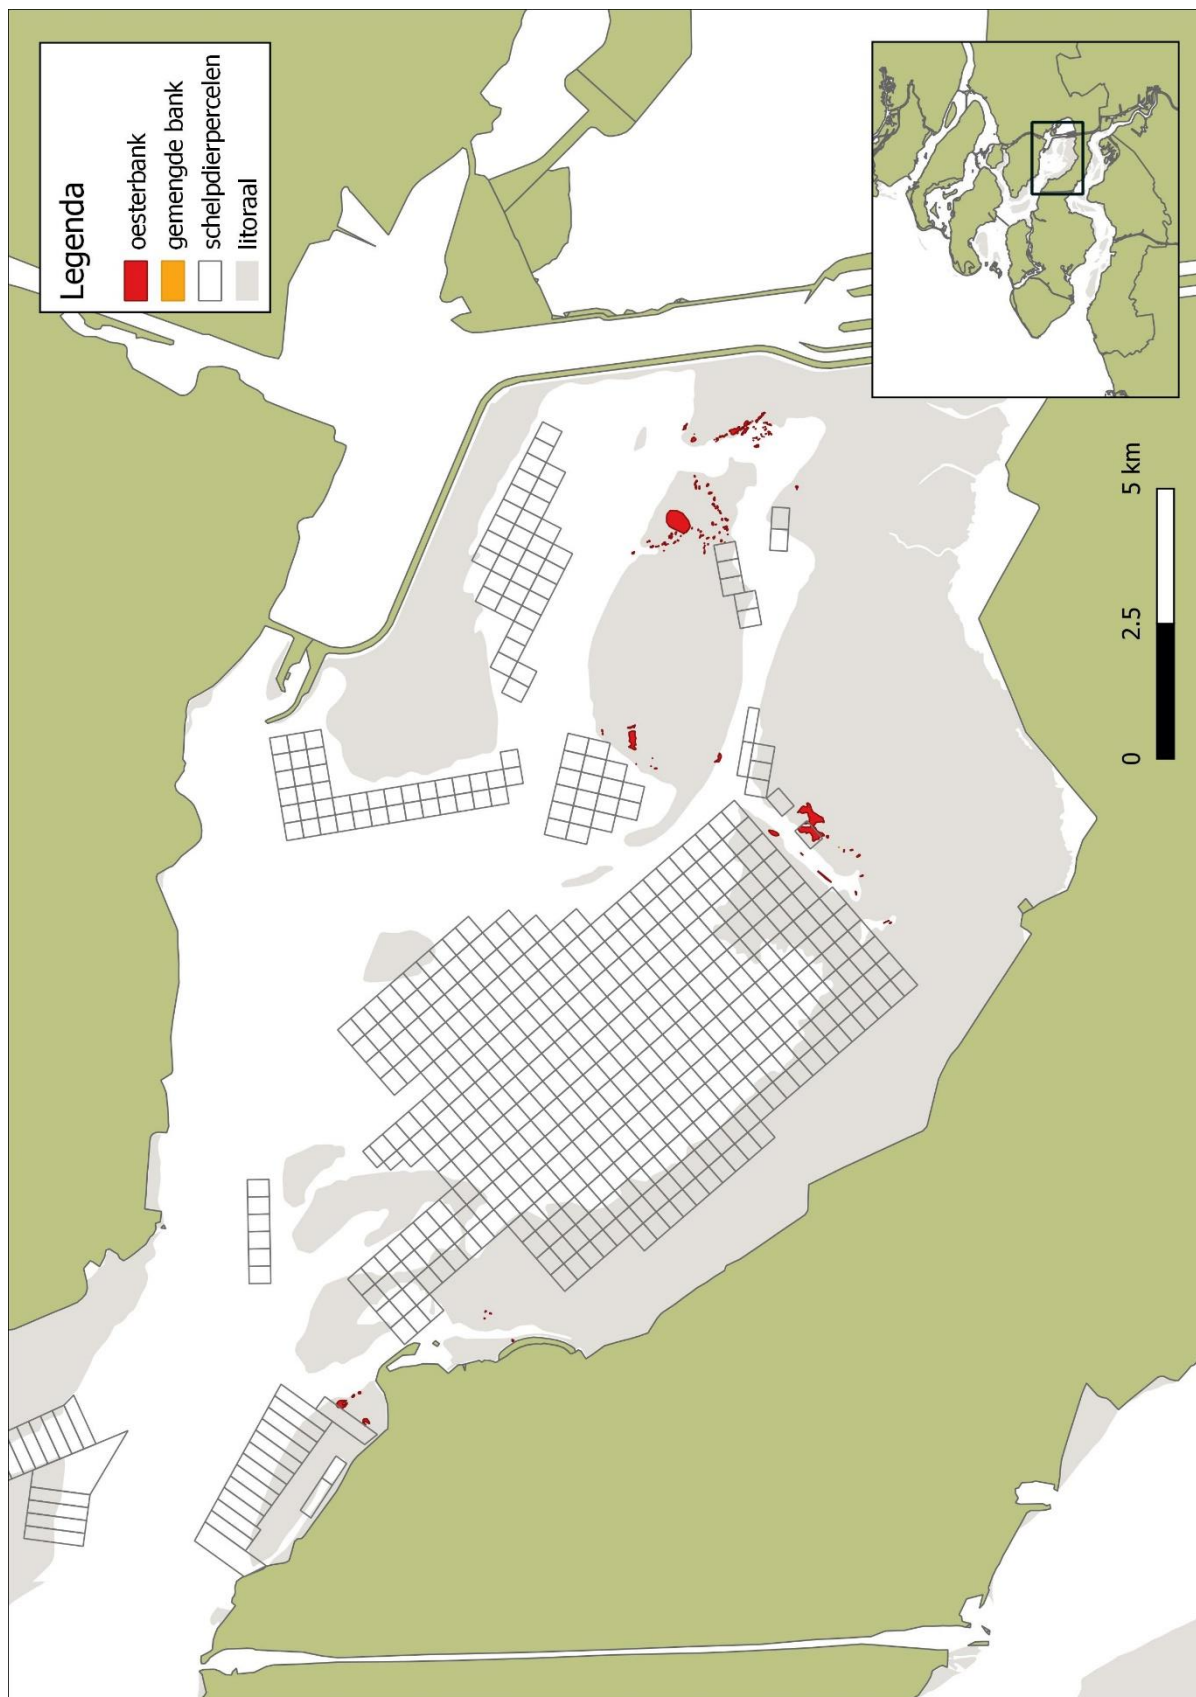 Legenda
oesterbank
gemengde bank
schelpdierpercelen
litoraal
0 2.5 5 km